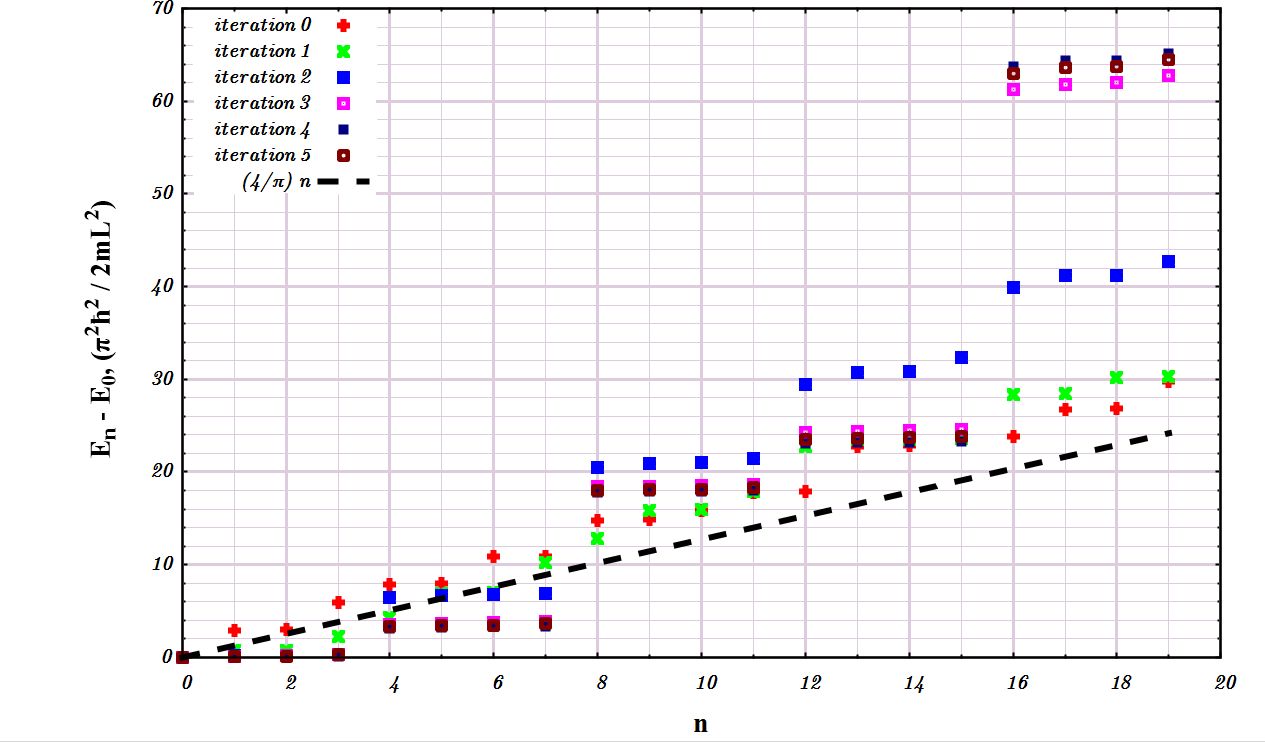 70
60
50
40
30
20
10
0
iteration 0
iteration 1
iteration 2
iteration 3
iteration 4
iteration 5
(4/π) n
Eₙ - E₀, (π²ħ² / 2mL²)
0 2 4 6 8 10 12 14 16 18 20
n